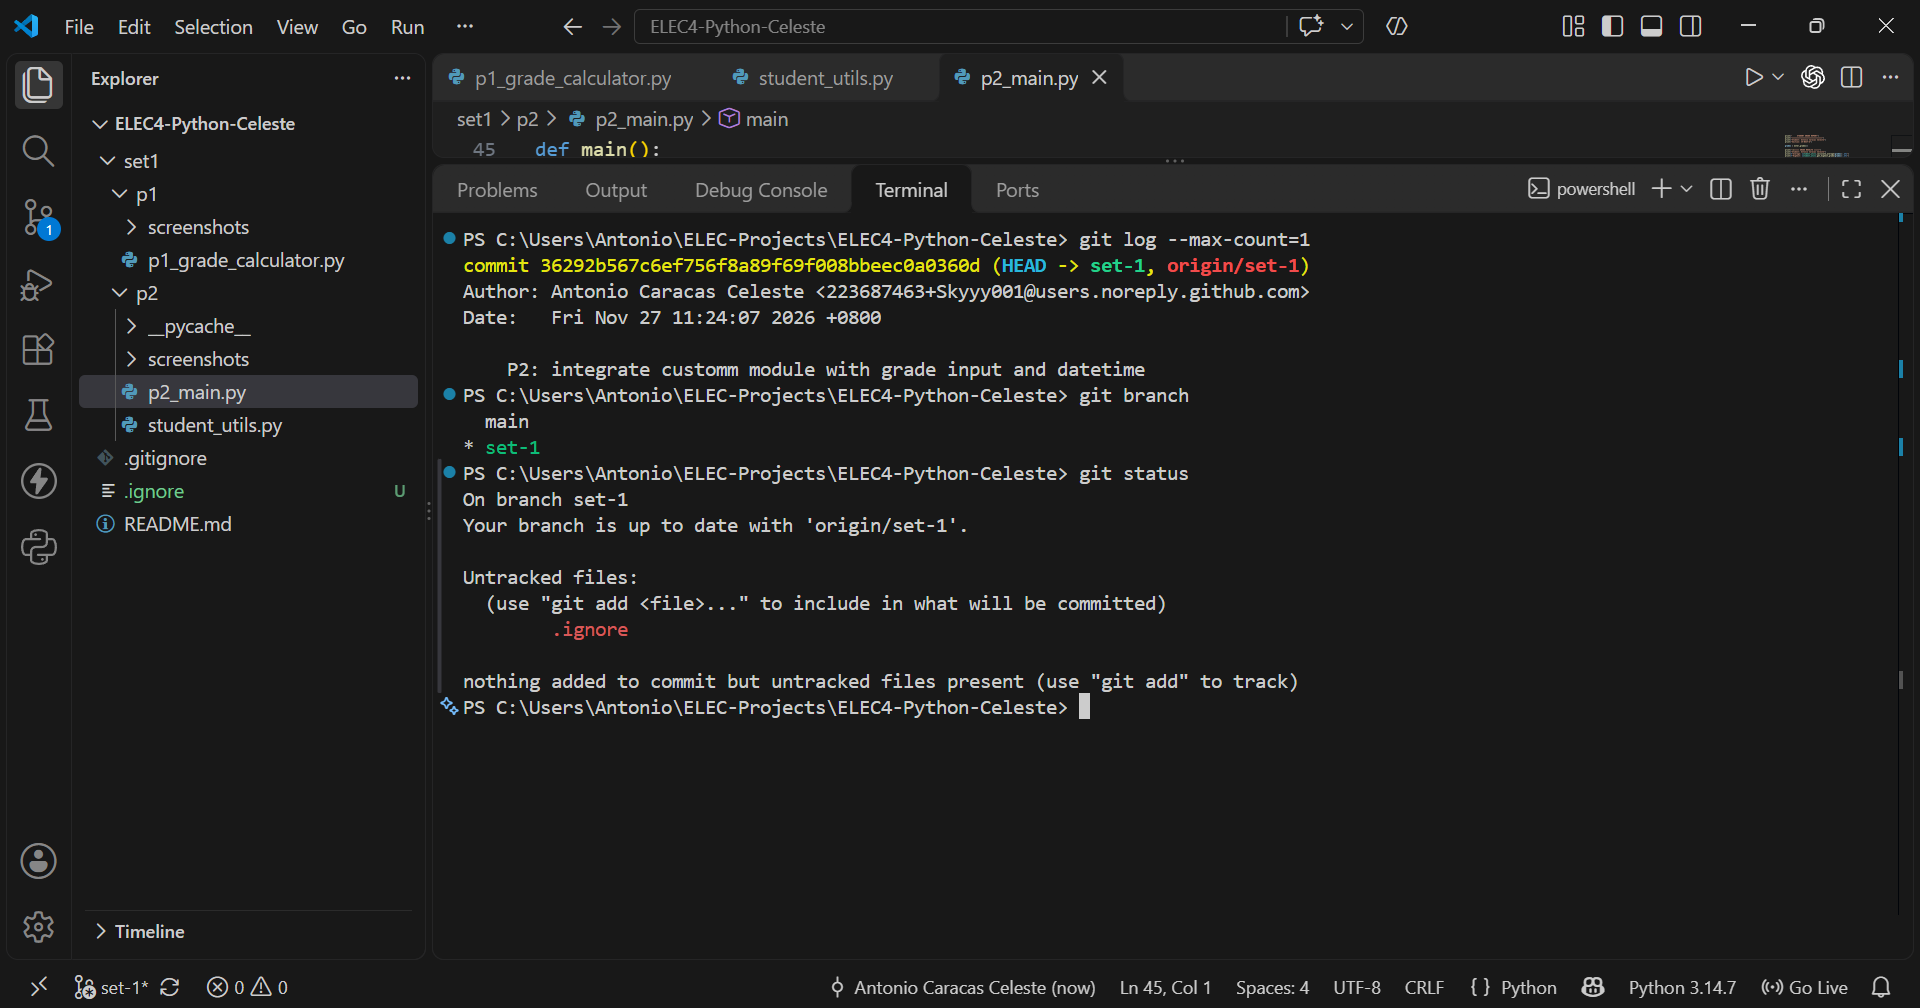 File Edit Selection View Go Run ··· ELEC4-Python-Celeste
Explorer ···
ELEC4-Python-Celeste
set1
p1
screenshots
p1_grade_calculator.py
p2
__pycache__
screenshots
p2_main.py
student_utils.py
.gitignore
.ignore U
README.md
Timeline
1
p1_grade_calculator.py student_utils.py p2_main.py
set1 > p2 > p2_main.py > main
45 def main():
Problems Output Debug Console Terminal Ports powershell
PS C:\Users\Antonio\ELEC-Projects\ELEC4-Python-Celeste> git log --max-count=1
commit 36292b567c6ef756f8a89f69f008bbeec0a0360d (HEAD -> set-1, origin/set-1)
Author: Antonio Caracas Celeste <223687463+Skyyy001@users.noreply.github.com>
Date:   Fri Nov 27 11:24:07 2026 +0800
    P2: integrate customm module with grade input and datetime
PS C:\Users\Antonio\ELEC-Projects\ELEC4-Python-Celeste> git branch
  main
* set-1
PS C:\Users\Antonio\ELEC-Projects\ELEC4-Python-Celeste> git status
On branch set-1
Your branch is up to date with 'origin/set-1'.
Untracked files:
  (use "git add <file>..." to include in what will be committed)
        .ignore
nothing added to commit but untracked files present (use "git add" to track)
PS C:\Users\Antonio\ELEC-Projects\ELEC4-Python-Celeste>
set-1* 0 0 Antonio Caracas Celeste (now) Ln 45, Col 1 Spaces: 4 UTF-8 CRLF { } Python Python 3.14.7 Go Live